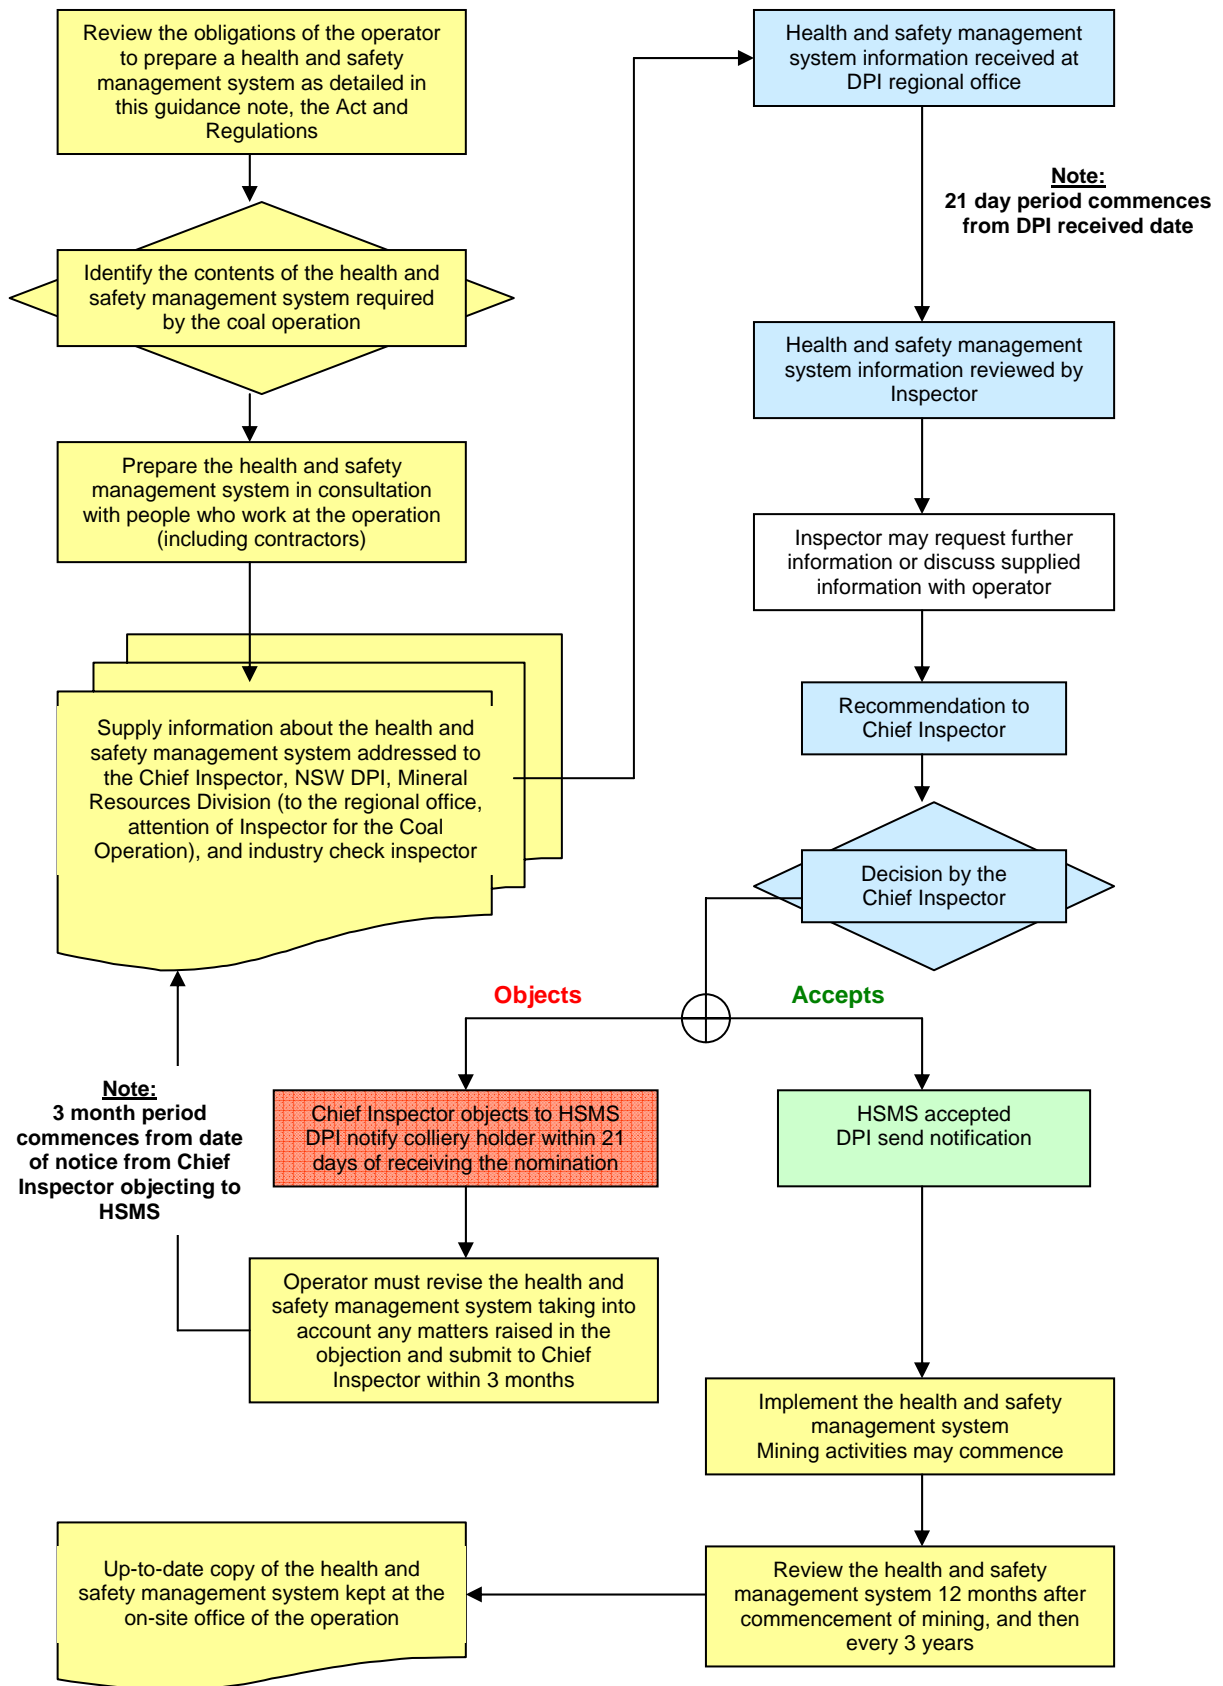 Review the obligations of the operator
to prepare a health and safety
management system as detailed in
this guidance note, the Act and
Regulations
Identify the contents of the health and
safety management system required
by the coal operation
Prepare the health and safety
management system in consultation
with people who work at the operation
(including contractors)
Supply information about the health and
safety management system addressed to
the Chief Inspector, NSW DPI, Mineral
Resources Division (to the regional office,
attention of Inspector for the Coal
Operation), and industry check inspector
Health and safety management
system information received at
DPI regional office
Note:
21 day period commences
from DPI received date
Health and safety management
system information reviewed by
Inspector
Inspector may request further
information or discuss supplied
information with operator
Recommendation to
Chief Inspector
Decision by the
Chief Inspector
Objects
Accepts
Chief Inspector objects to HSMS
DPI notify colliery holder within 21
days of receiving the nomination
HSMS accepted
DPI send notification
Note:
3 month period
commences from date
of notice from Chief
Inspector objecting to
HSMS
Operator must revise the health and
safety management system taking into
account any matters raised in the
objection and submit to Chief
Inspector within 3 months
Implement the health and safety
management system
Mining activities may commence
Review the health and safety
management system 12 months after
commencement of mining, and then
every 3 years
Up-to-date copy of the health and
safety management system kept at the
on-site office of the operation